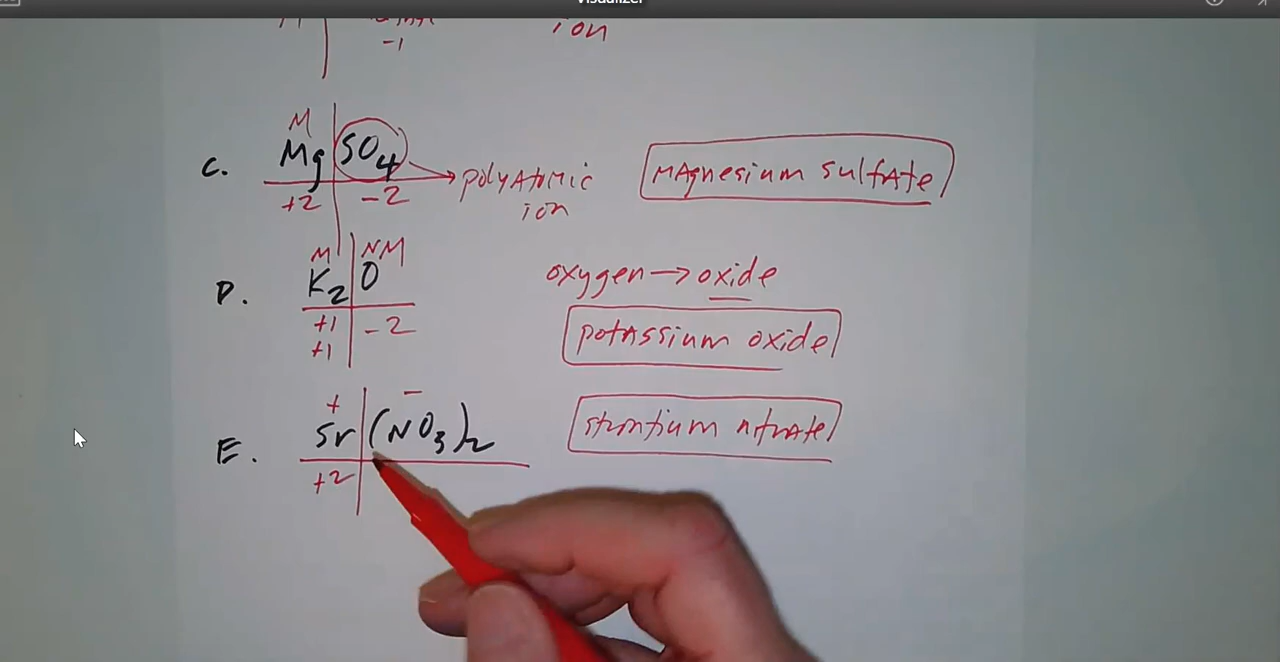 ion
-1
M
C. Mg SO4 polyAtomic ion MAgnesium sulfAte
+2 -2
M NM
D. K2 O oxygen → oxide
+1 -2 potAssium oxide
+1
+ -
E. Sr (NO3)2 strontium nitrAte
+2